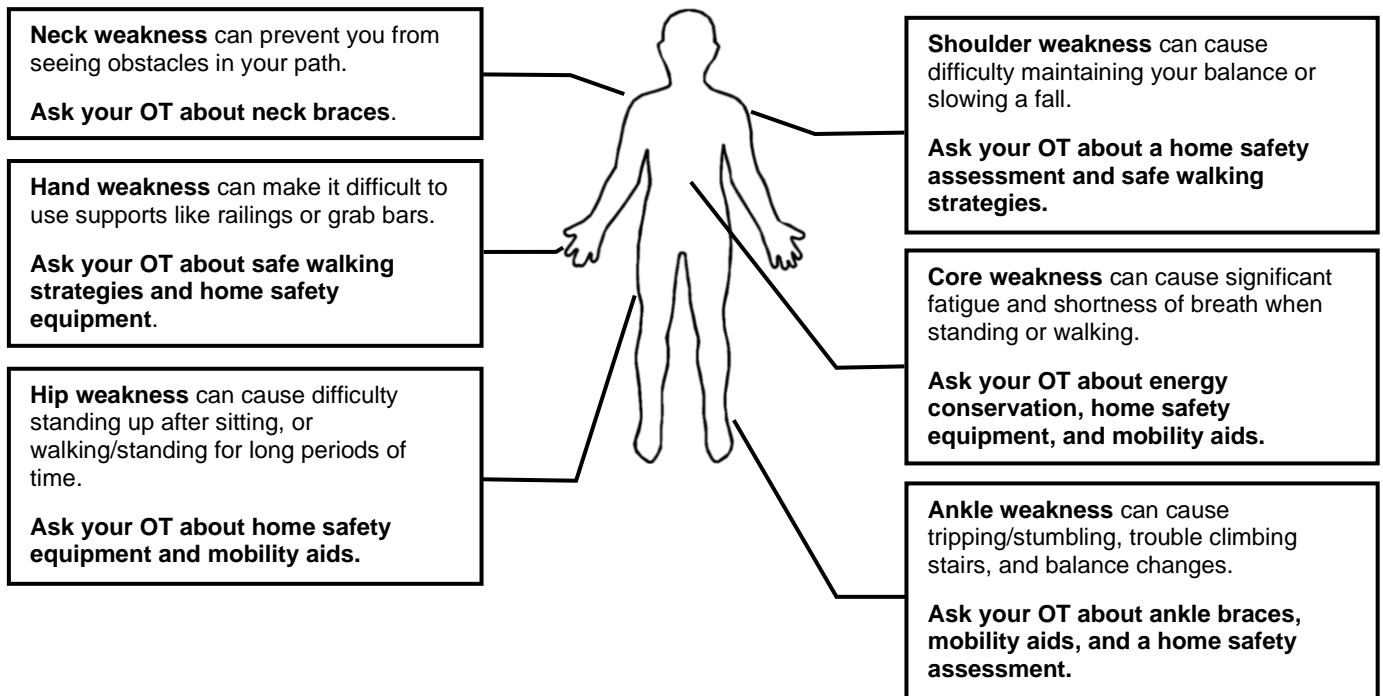 Neck weakness can prevent you from
seeing obstacles in your path.
Ask your OT about neck braces.
Hand weakness can make it difficult to
use supports like railings or grab bars.
Ask your OT about safe walking
strategies and home safety
equipment.
Hip weakness can cause difficulty
standing up after sitting, or
walking/standing for long periods of
time.
Ask your OT about home safety
equipment and mobility aids.
Shoulder weakness can cause
difficulty maintaining your balance or
slowing a fall.
Ask your OT about a home safety
assessment and safe walking
strategies.
Core weakness can cause significant
fatigue and shortness of breath when
standing or walking.
Ask your OT about energy
conservation, home safety
equipment, and mobility aids.
Ankle weakness can cause
tripping/stumbling, trouble climbing
stairs, and balance changes.
Ask your OT about ankle braces,
mobility aids, and a home safety
assessment.